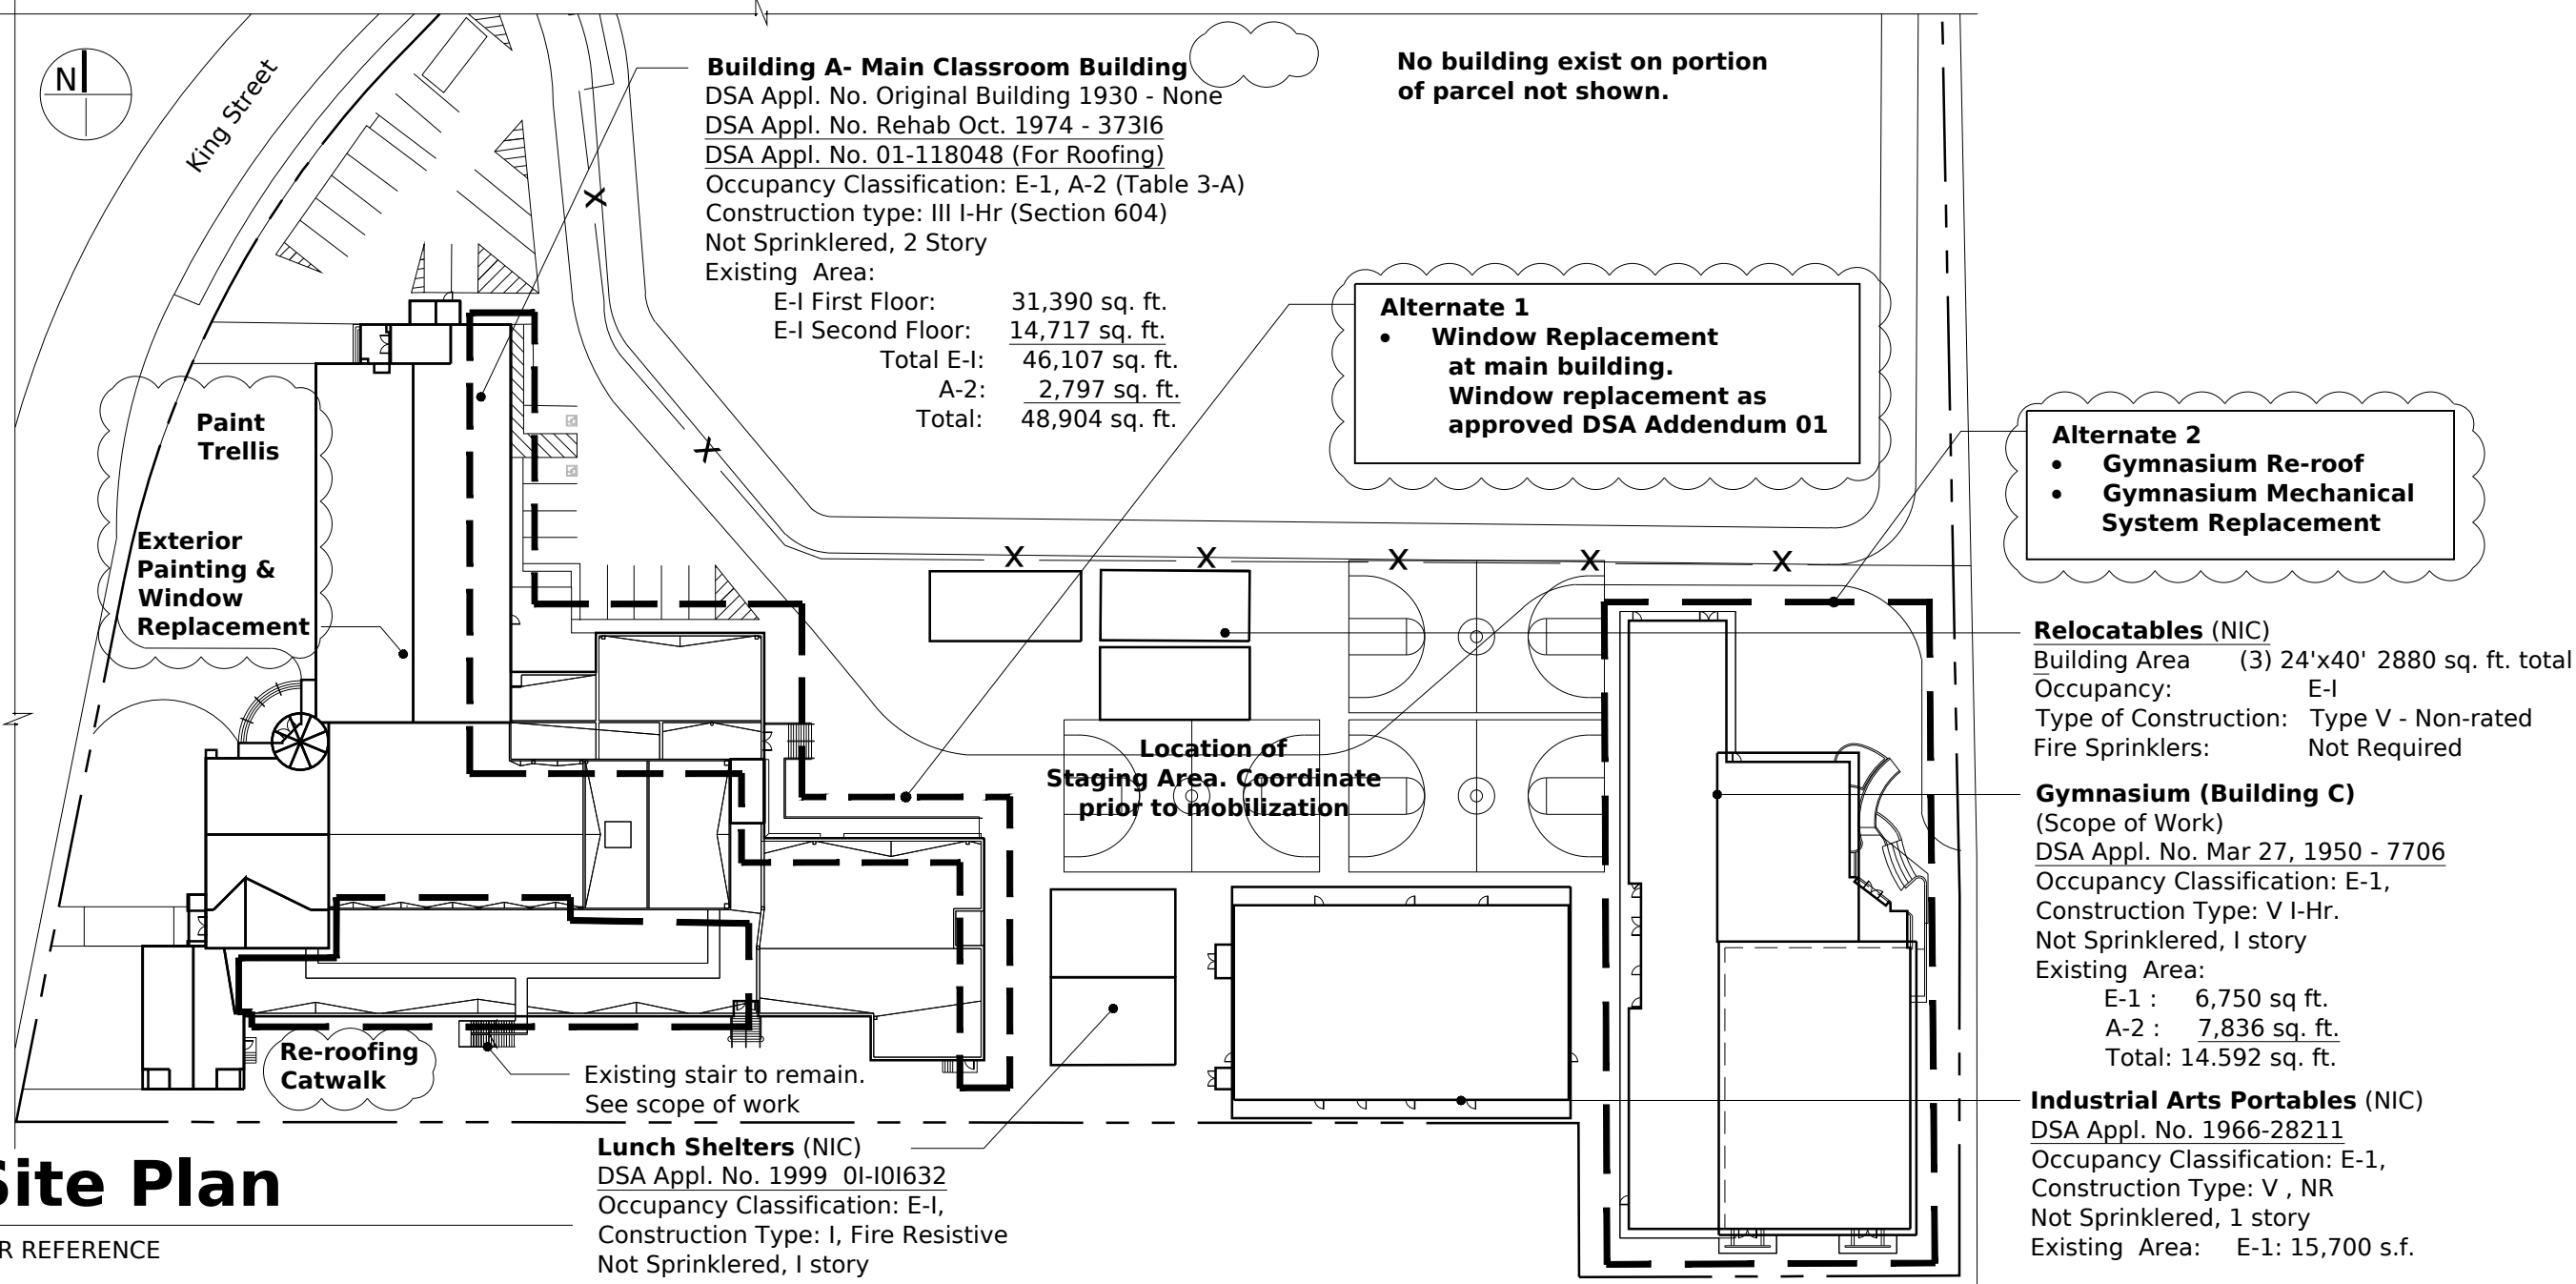 N
King Street
Building A- Main Classroom Building
DSA Appl. No. Original Building 1930 - None
DSA Appl. No. Rehab Oct. 1974 - 373I6
DSA Appl. No. 01-118048 (For Roofing)
Occupancy Classification: E-1, A-2 (Table 3-A)
Construction type: III I-Hr (Section 604)
Not Sprinklered, 2 Story
Existing Area:
E-I First Floor: 31,390 sq. ft.
E-I Second Floor: 14,717 sq. ft.
Total E-I: 46,107 sq. ft.
A-2: 2,797 sq. ft.
Total: 48,904 sq. ft.
No building exist on portion
of parcel not shown.
Alternate 1
• Window Replacement
at main building.
Window replacement as
approved DSA Addendum 01
Alternate 2
• Gymnasium Re-roof
• Gymnasium Mechanical
System Replacement
Paint
Trellis
Exterior
Painting &
Window
Replacement
X
X
X X X X X
Location of
Staging Area. Coordinate
prior to mobilization
Relocatables (NIC)
Building Area (3) 24'x40' 2880 sq. ft. total
Occupancy: E-I
Type of Construction: Type V - Non-rated
Fire Sprinklers: Not Required
Gymnasium (Building C)
(Scope of Work)
DSA Appl. No. Mar 27, 1950 - 7706
Occupancy Classification: E-1,
Construction Type: V I-Hr.
Not Sprinklered, I story
Existing Area:
E-1 : 6,750 sq ft.
A-2 : 7,836 sq. ft.
Total: 14.592 sq. ft.
Industrial Arts Portables (NIC)
DSA Appl. No. 1966-28211
Occupancy Classification: E-1,
Construction Type: V , NR
Not Sprinklered, 1 story
Existing Area: E-1: 15,700 s.f.
Re-roofing
Catwalk
Existing stair to remain.
See scope of work
Lunch Shelters (NIC)
DSA Appl. No. 1999 0I-I0I632
Occupancy Classification: E-I,
Construction Type: I, Fire Resistive
Not Sprinklered, I story
Site Plan
R REFERENCE